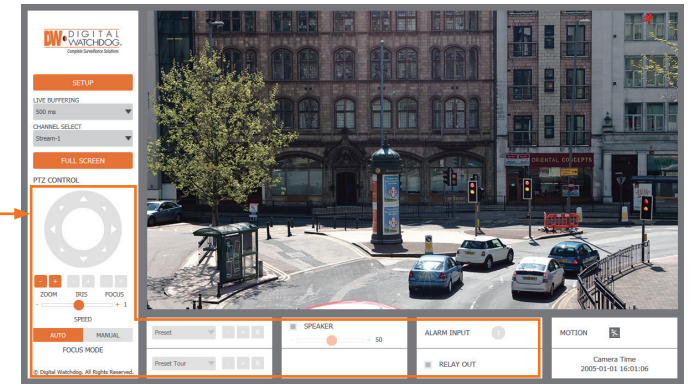 DW DIGITAL
WATCHDOG®
Complete Surveillance Solutions
SETUP
LIVE BUFFERING
500 ms
CHANNEL SELECT
Stream-1
FULL SCREEN
PTZ CONTROL
- +
ZOOM IRIS FOCUS
- + 1
SPEED
AUTO MANUAL
FOCUS MODE
© Digital Watchdog. All Rights Reserved.
ORIENTAL CONCEPTS
Preset
Preset Tour
SPEAKER
- + 50
ALARM INPUT 1
RELAY OUT
MOTION
Camera Time
2005-01-01 16:01:06